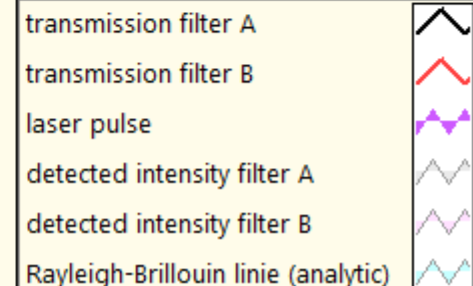 transmission filter A
transmission filter B
laser pulse
detected intensity filter A
detected intensity filter B
Rayleigh-Brillouin linie (analytic)